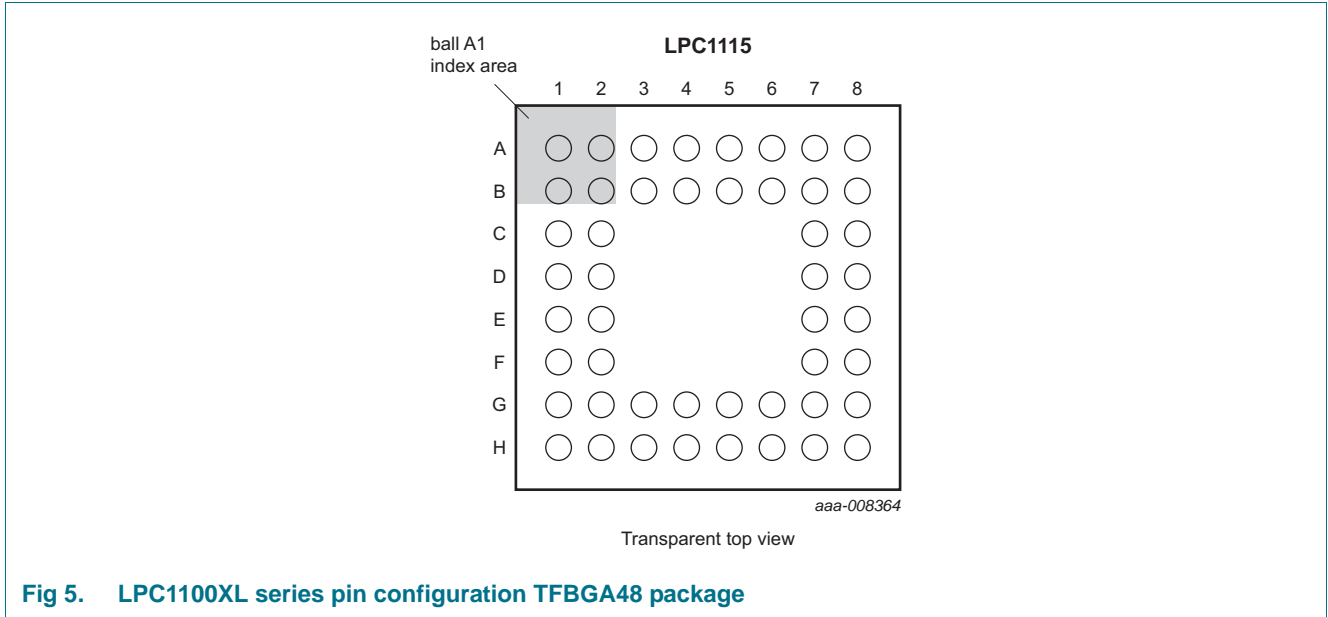 ball A1
index area
LPC1115
1 2 3 4 5 6 7 8
A
B
C
D
E
F
G
H
aaa-008364
Transparent top view
Fig 5. LPC1100XL series pin configuration TFBGA48 package